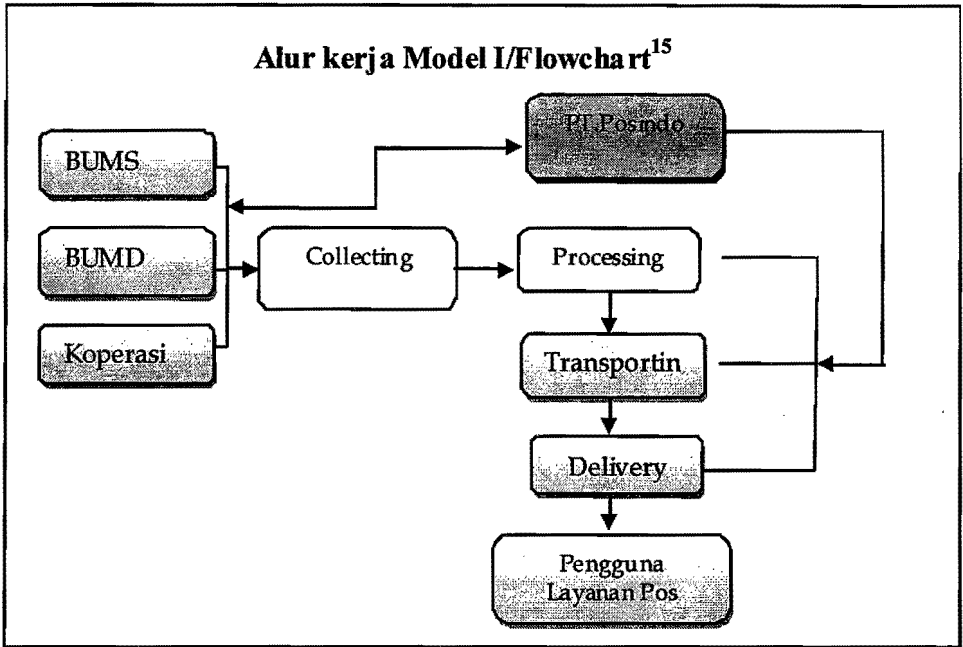 Alur kerja Model I/Flowchart15
PT.Posindo
BUMS
BUMD
Collecting
Processing
Koperasi
Transportin
Delivery
Pengguna
Layanan Pos